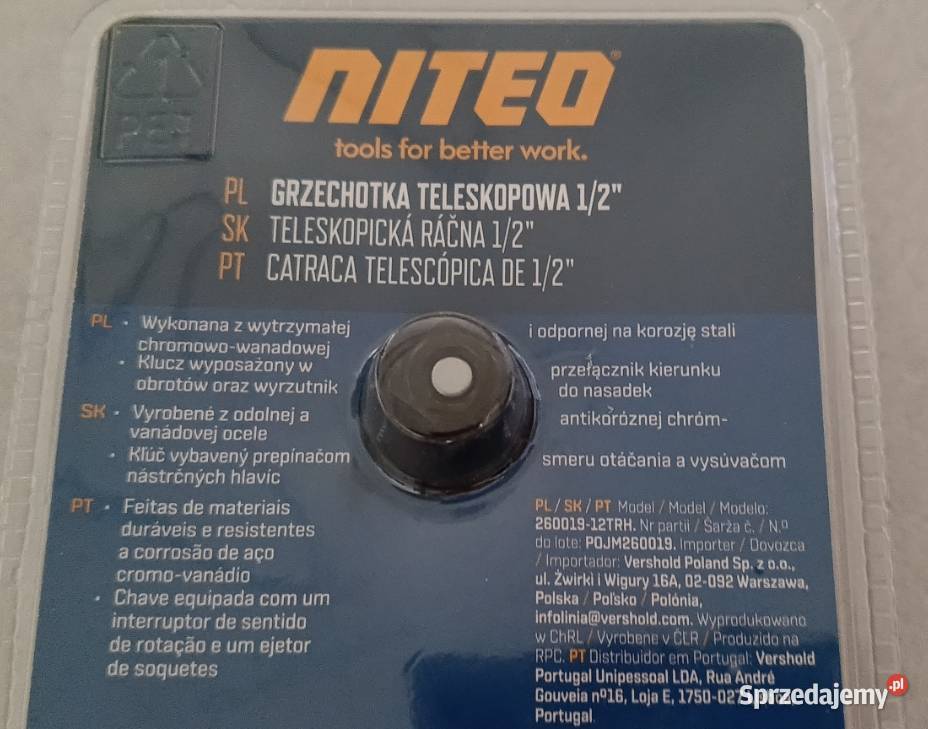 NITEO®
tools for better work.
PL GRZECHOTKA TELESKOPOWA 1/2"
SK TELESKOPICKÁ RÁČNA 1/2"
PT CATRACA TELESCÓPICA DE 1/2"
PL • Wykonana z wytrzymałej i odpornej na korozję stali
chromowo-wanadowej
• Klucz wyposażony w przełącznik kierunku
obrotów oraz wyrzutnik do nasadek
SK • Vyrobené z odolnej a antikoróznej chróm-
vanádovej ocele
• Kľúč vybavený prepínačom smeru otáčania a vysúvačom
nástrčných hlavíc
PT • Feitas de materiais
duráveis e resistentes
a corrosão de aço
cromo-vanádio
• Chave equipada com um
interruptor de sentido
de rotação e um ejetor
de soquetes
PL / SK / PT Model / Model / Modelo:
260019-12TRH. Nr partii / Šarža č. / N.º
do lote: POJM260019. Importer / Dovozca
/ Importador: Vershold Poland Sp. z o.o.,
ul. Żwirki i Wigury 16A, 02-092 Warszawa,
Polska / Poľsko / Polónia,
infolinia@vershold.com. Wyprodukowano
w ChRL / Vyrobene v ČĽR / Produzido na
RPC. PT Distribuidor em Portugal: Vershold
Portugal Unipessoal LDA, Rua André
Gouveia nº16, Loja E,
Portugal
Sprzedajemy.pl